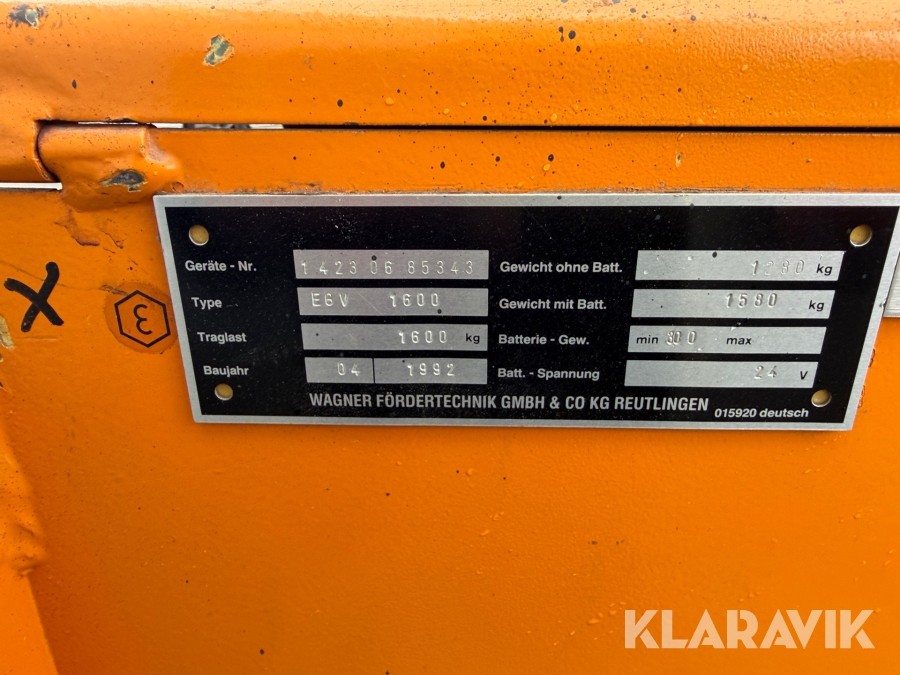 X
ε
Geräte - Nr. 1423 06 85343 Gewicht ohne Batt. 1280 kg
Type EGV 1600 Gewicht mit Batt. 1580 kg
Traglast 1600 kg Batterie - Gew. min 300 max
Baujahr 04 1992 Batt. - Spannung 24 V
WAGNER FÖRDERTECHNIK GMBH & CO KG REUTLINGEN
015920 deutsch
KLARAVIK